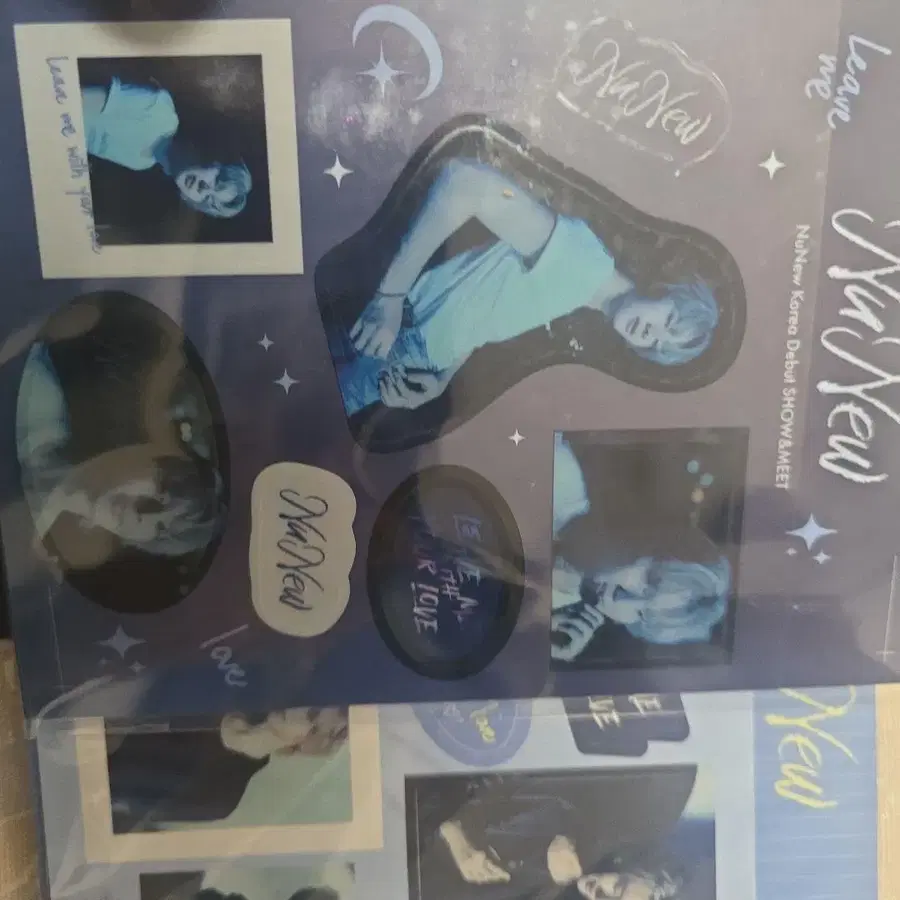 Leave
me
NuNew
NuNew Korea Debut SHOW&MEET
NuNew
Leave me with your love
NuNew
LEAVE ME
WITH
YOUR LOVE
love
New
Your